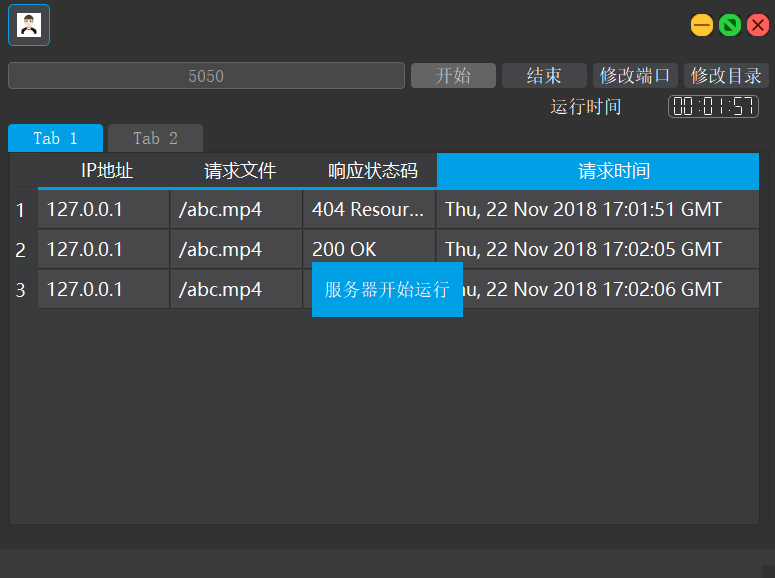 5050 开始 结束 修改端口 修改目录
运行时间 00:01:57
Tab 1 Tab 2
IP地址 请求文件 响应状态码 请求时间
1 127.0.0.1 /abc.mp4 404 Resour... Thu, 22 Nov 2018 17:01:51 GMT
2 127.0.0.1 /abc.mp4 200 OK Thu, 22 Nov 2018 17:02:05 GMT
3 127.0.0.1 /abc.mp4 服务器开始运行 hu, 22 Nov 2018 17:02:06 GMT